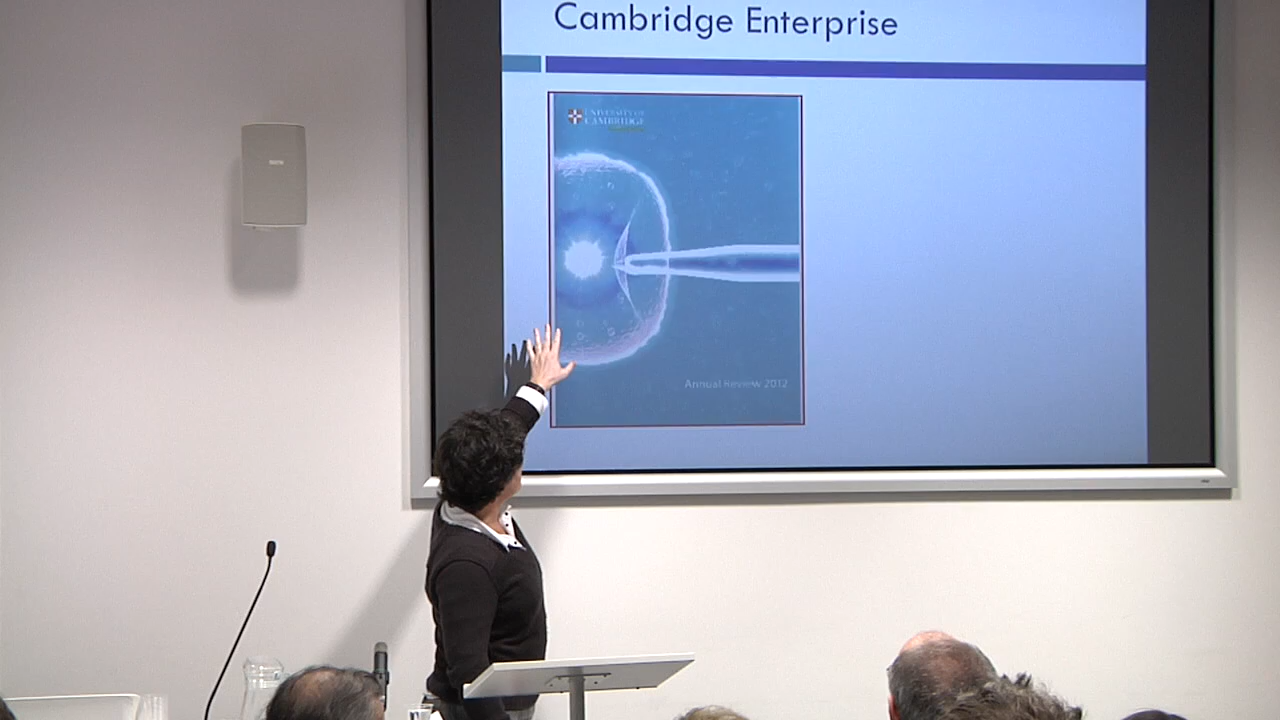 Cambridge Enterprise
UNIVERSITY OF
CAMBRIDGE
Annual Review 2012